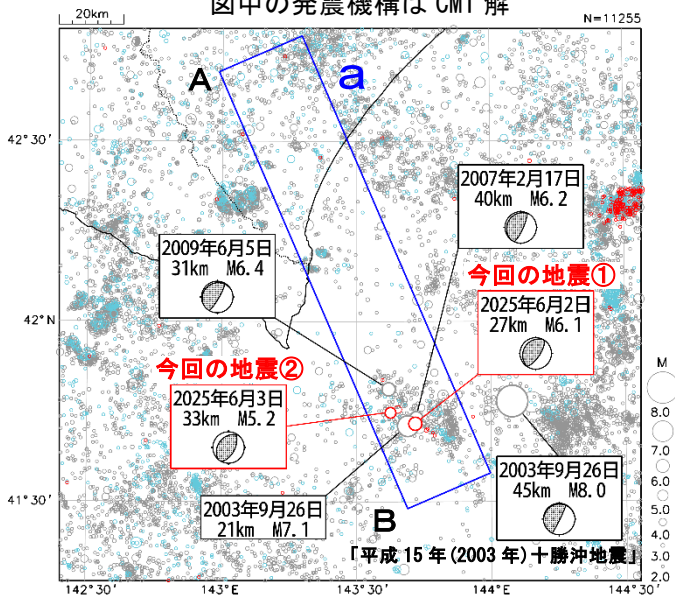 図中の発震機構は CMT 解
20km
N=11255
A
a
42°30′
2007年2月17日
40km M6.2
2009年6月5日
31km M6.4
今回の地震①
2025年6月2日
27km M6.1
42°N
今回の地震②
2025年6月3日
33km M5.2
M
8.0
7.0
6.0
5.0
4.0
3.0
2.0
2003年9月26日
45km M8.0
41°30′
2003年9月26日
21km M7.1
B
「平成 15 年(2003 年)十勝沖地震」
142°30′
143°E
143°30′
144°E
144°30′